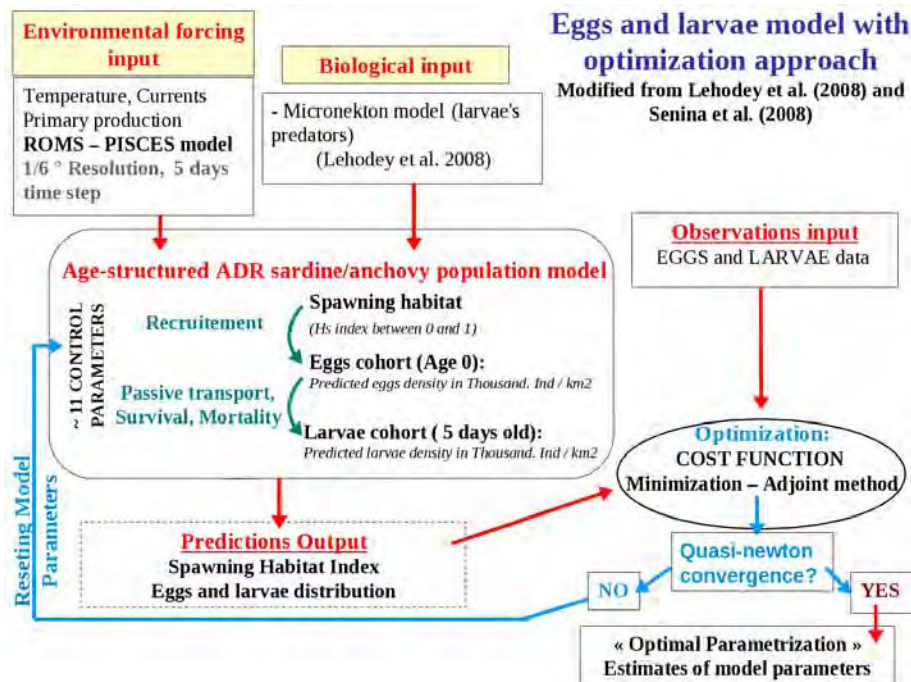 Environmental forcing
input
Temperature, Currents
Primary production
ROMS – PISCES model
1/6 ° Resolution, 5 days
time step
Biological input
- Micronekton model (larvae's
predators)
(Lehodey et al. 2008)
Eggs and larvae model with
optimization approach
Modified from Lehodey et al. (2008) and
Senina et al. (2008)
Observations input
EGGS and LARVAE data
Age-structured ADR sardine/anchovy population model
~ 11 CONTROL
PARAMETERS
Recruitement
Spawning habitat
(Hs index between 0 and 1)
Eggs cohort (Age 0):
Predicted eggs density in Thousand. Ind / km2
Passive transport,
Survival, Mortality
Larvae cohort ( 5 days old):
Predicted larvae density in Thousand. Ind / km2
Optimization:
COST FUNCTION
Minimization – Adjoint method
Reseting Model
Parameters
Predictions Output
Spawning Habitat Index
Eggs and larvae distribution
Quasi-newton
convergence?
NO
YES
« Optimal Parametrization »
Estimates of model parameters